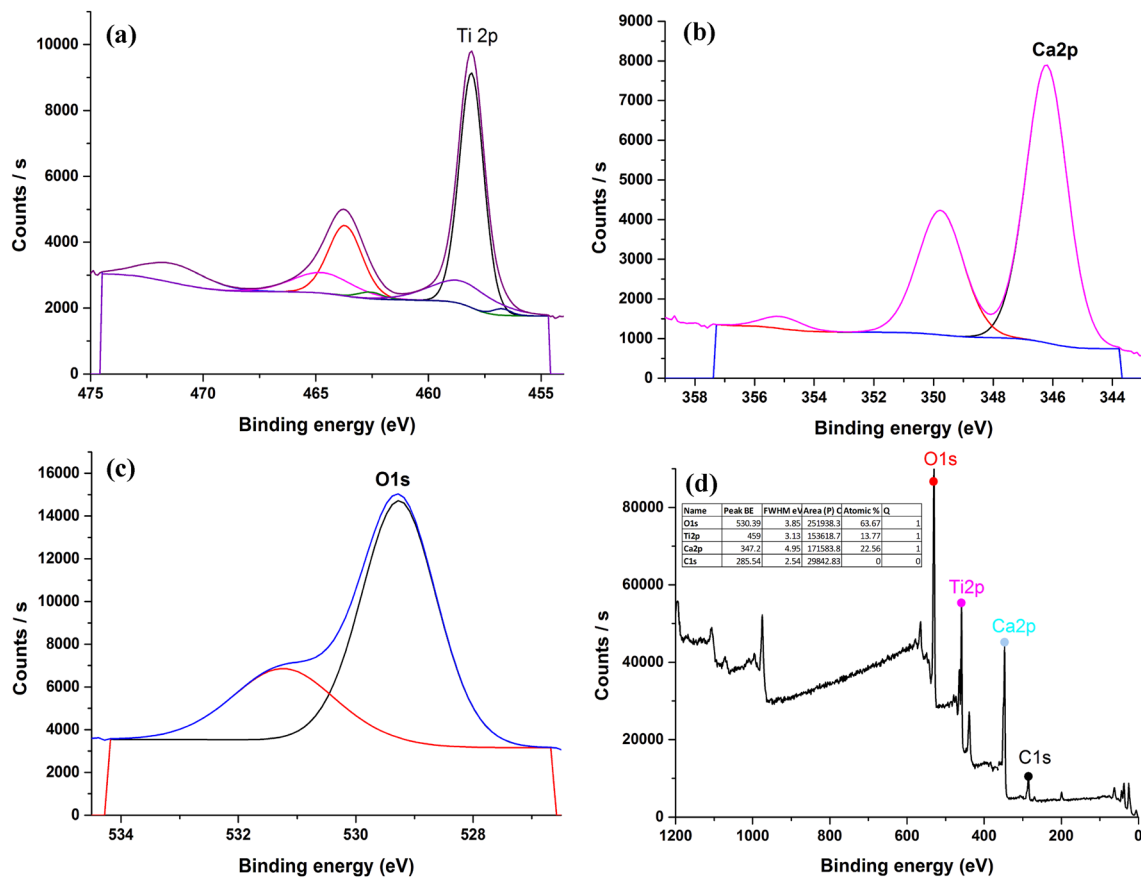 (a)
Ti 2p
10000
8000
6000
4000
2000
0
Counts / s
475
470
465
460
458
455
Binding energy (eV)
(b)
Ca2p
9000
8000
7000
6000
5000
4000
3000
2000
1000
0
Counts / s
358
356
354
352
350
348
346
344
Binding energy (eV)
(c)
O1s
16000
14000
12000
10000
8000
6000
4000
2000
0
Counts / s
534
532
530
528
Binding energy (eV)
O1s
(d)
Name Peak BE FWHM eV Area (P) C Atomic % Q
O1s 530.39 3.85 251938.3 63.67 1
Ti2p 459 3.13 153618.7 13.77 1
Ca2p 347.2 4.95 171583.8 22.56 1
C1s 285.54 2.54 29842.83 0 0
Ti2p
Ca2p
C1s
80000
60000
40000
20000
0
Counts / s
1200
1000
800
600
400
200
0
Binding energy (eV)